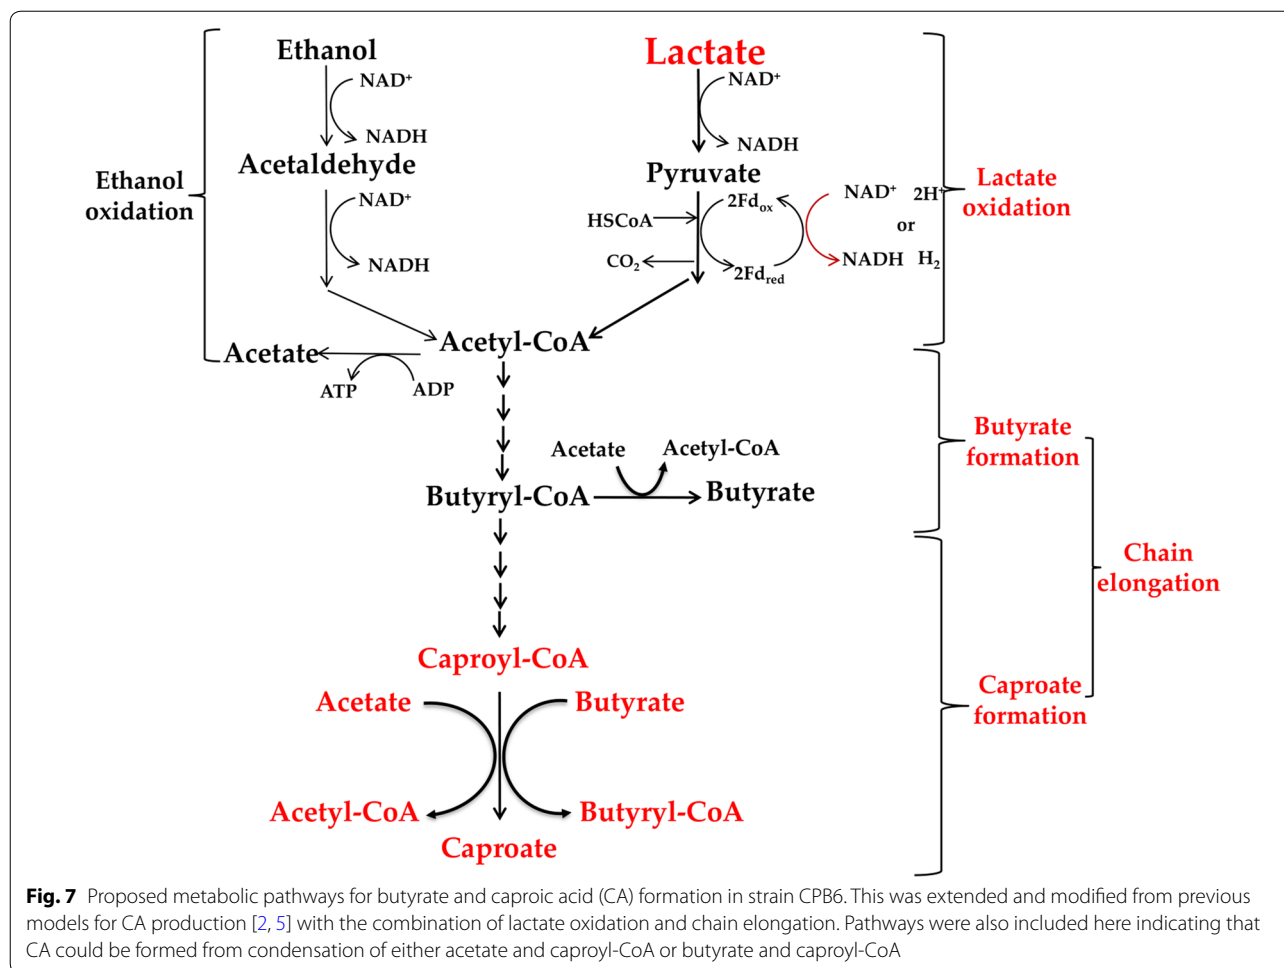 Ethanol
Lactate
NAD⁺
NAD⁺
NADH
NADH
Acetaldehyde
Pyruvate
Ethanol
oxidation
Lactate
oxidation
NAD⁺
NADH
HSCoA
CO₂
2Fdox
2Fdred
NAD⁺ 2H⁺
or
NADH H₂
Acetyl-CoA
Acetate
ATP
ADP
Butyrate
formation
Acetate
Acetyl-CoA
Butyryl-CoA
Butyrate
Chain
elongation
Caproyl-CoA
Acetate
Butyrate
Caproate
formation
Acetyl-CoA
Butyryl-CoA
Caproate
Fig. 7 Proposed metabolic pathways for butyrate and caproic acid (CA) formation in strain CPB6. This was extended and modified from previous
models for CA production [2, 5] with the combination of lactate oxidation and chain elongation. Pathways were also included here indicating that
CA could be formed from condensation of either acetate and caproyl-CoA or butyrate and caproyl-CoA